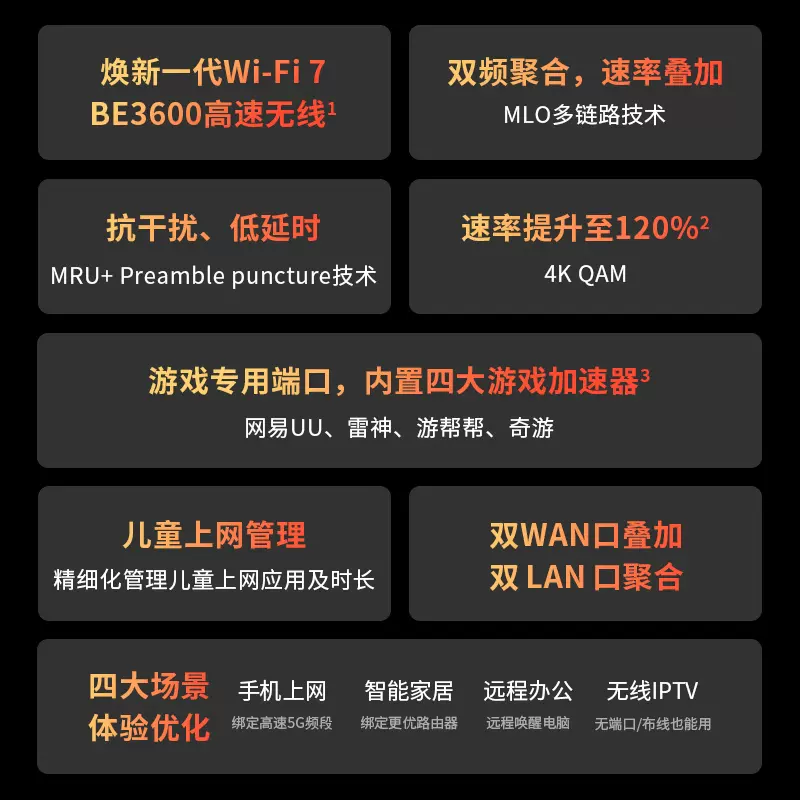 焕新一代Wi-Fi 7
BE3600高速无线1
双频聚合，速率叠加
MLO多链路技术
抗干扰、低延时
MRU+ Preamble puncture技术
速率提升至120%2
4K QAM
游戏专用端口，内置四大游戏加速器3
网易UU、雷神、游帮帮、奇游
儿童上网管理
精细化管理儿童上网应用及时长
双WAN口叠加
双 LAN 口聚合
四大场景
体验优化
手机上网
绑定高速5G频段
智能家居
绑定更优路由器
远程办公
远程唤醒电脑
无线IPTV
无端口/布线也能用